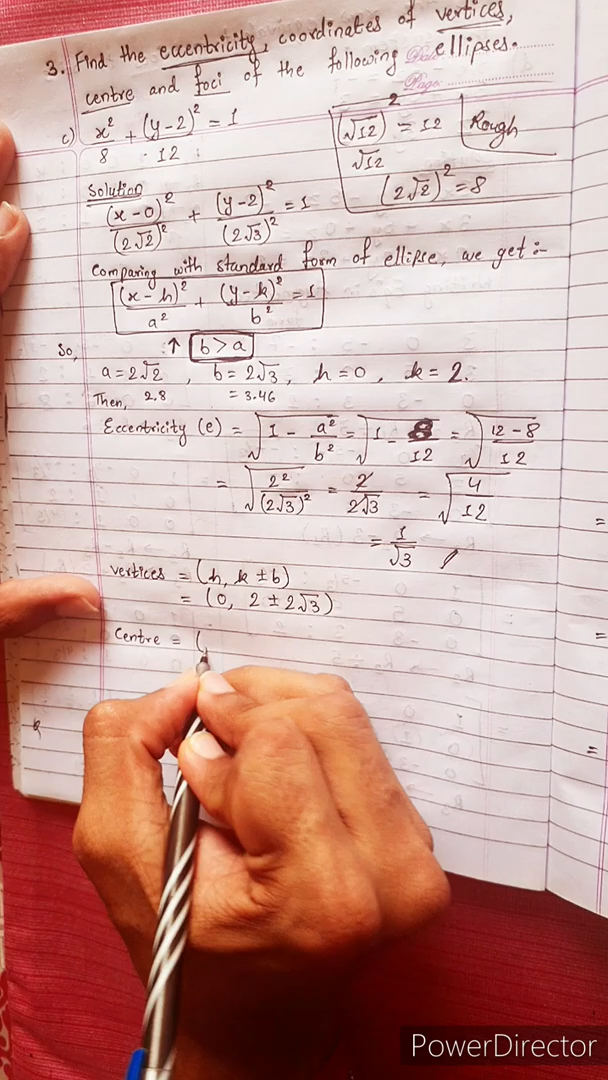 3. Find the eccentricity, coordinates of vertices,
centre and foci of the following ellipses.
Date
Page
c) x²/8 + (y-2)²/12 = 1
(√12)² = 12
Rough
√12
(2√2)² = 8
Solution
(x-0)²/(2√2)² + (y-2)²/(2√3)² = 1
Comparing with standard form of ellipse, we get :-
(x-h)²/a² + (y-k)²/b² = 1
↑ b > a
So,
a = 2√2 , b = 2√3 , h = 0 , k = 2.
Then, 2.8 = 3.46
Eccentricity (e) = √(1 - a²/b²) = √(1 - 8/12) = √((12-8)/12)
= √(2²/(2√3)²) = 2/2√3 = √(4/12)
= 1/√3
vertices = (h, k ± b)
= (0, 2 ± 2√3)
Centre = (
PowerDirector